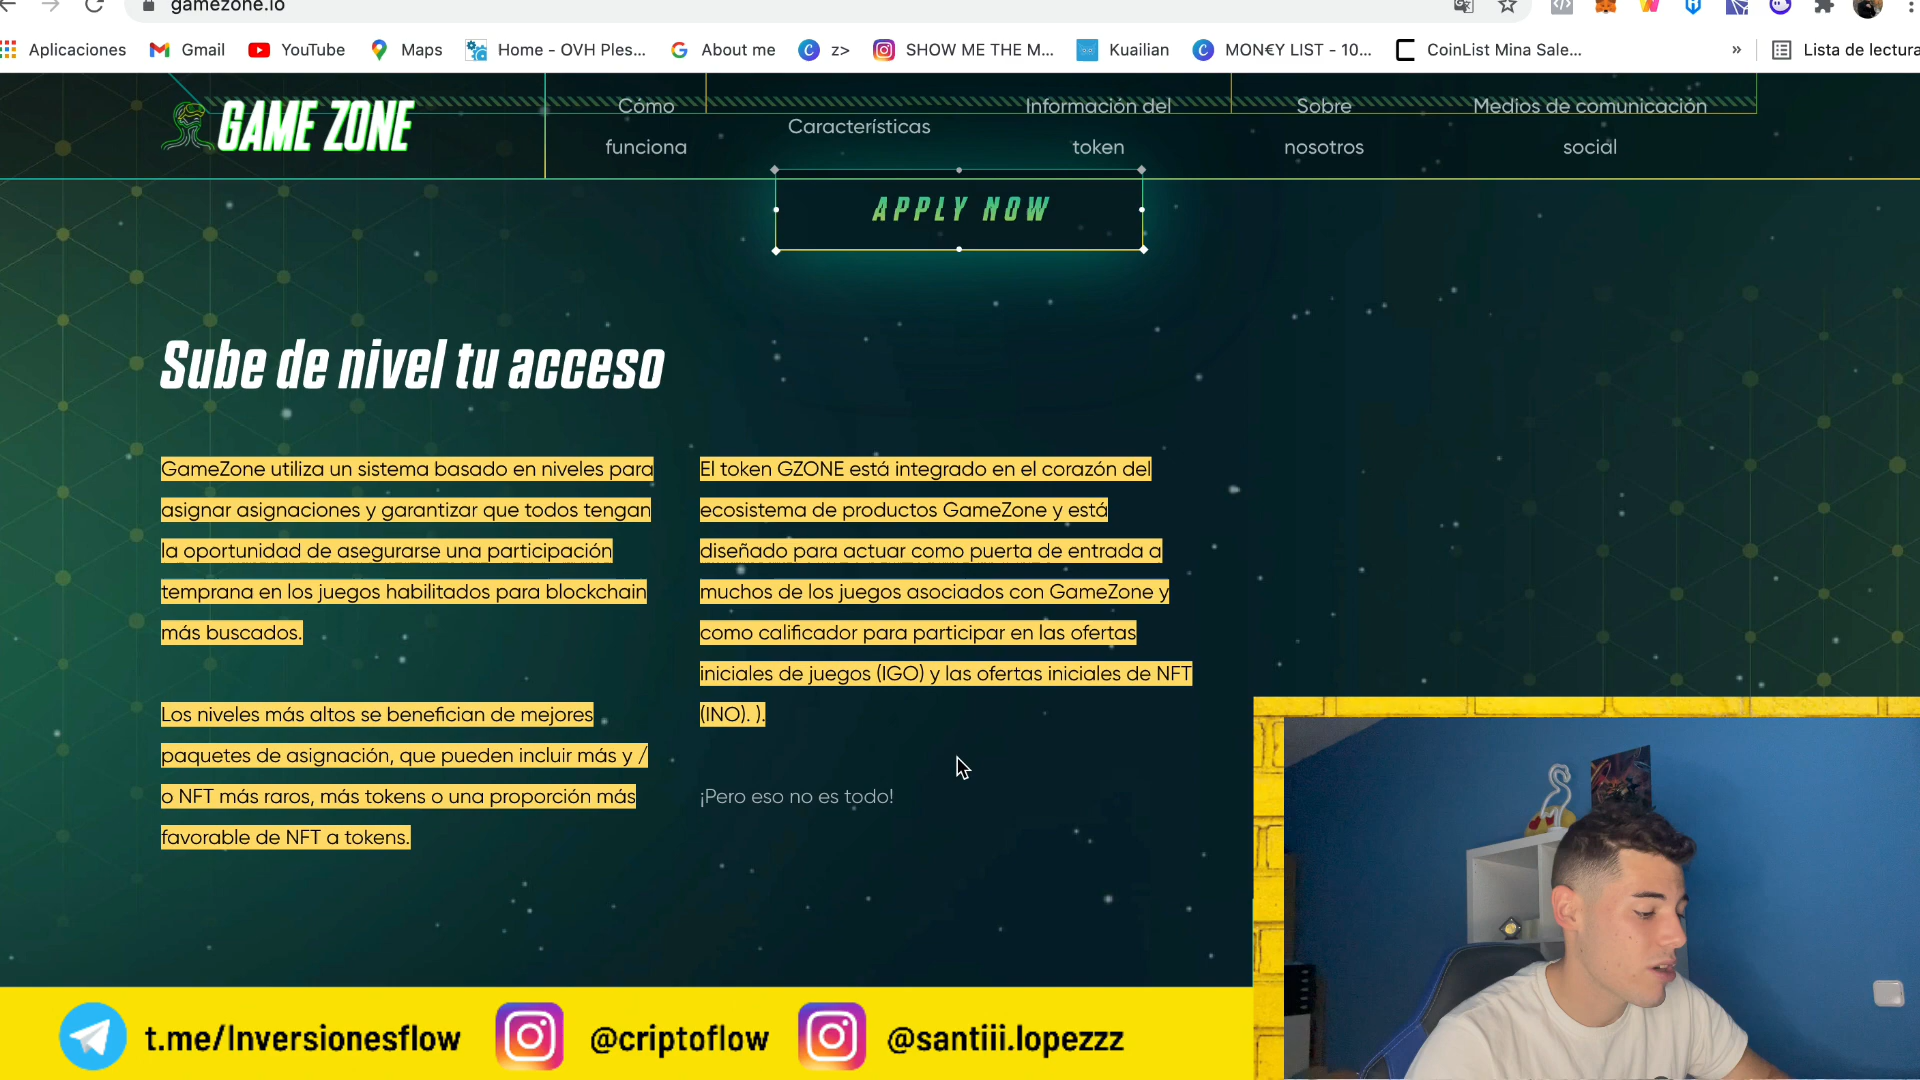 gamezone.io
Aplicaciones
Gmail
YouTube
Maps
Home - OVH Ples...
About me
z>
SHOW ME THE M...
Kuailian
MON€Y LIST - 10...
CoinList Mina Sale...
»
Lista de lectura
GAME ZONE
Cómo
funciona
Características
Información del
token
Sobre
nosotros
Medios de comunicación
social
APPLY NOW
Sube de nivel tu acceso
GameZone utiliza un sistema basado en niveles para
asignar asignaciones y garantizar que todos tengan
la oportunidad de asegurarse una participación
temprana en los juegos habilitados para blockchain
más buscados.
Los niveles más altos se benefician de mejores
paquetes de asignación, que pueden incluir más y /
o NFT más raros, más tokens o una proporción más
favorable de NFT a tokens.
El token GZONE está integrado en el corazón del
ecosistema de productos GameZone y está
diseñado para actuar como puerta de entrada a
muchos de los juegos asociados con GameZone y
como calificador para participar en las ofertas
iniciales de juegos (IGO) y las ofertas iniciales de NFT
(INO). ).
¡Pero eso no es todo!
t.me/Inversionesflow
@criptoflow
@santiii.lopezzz